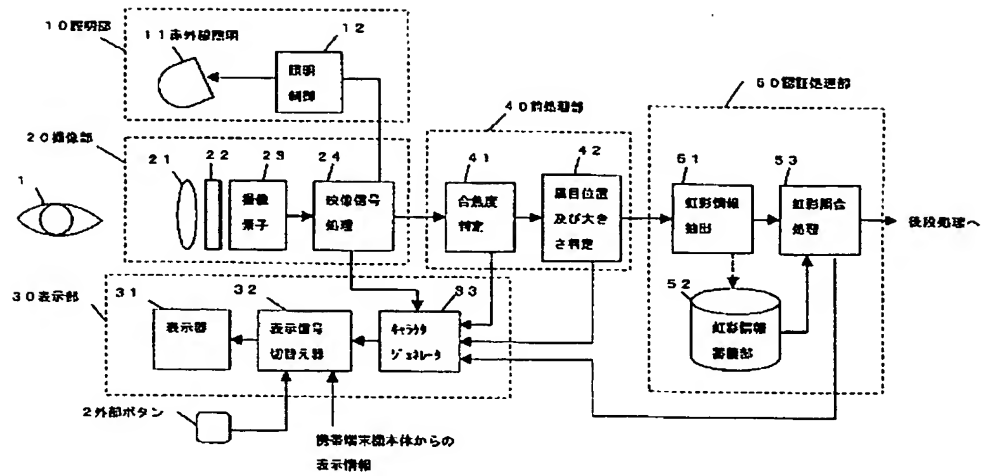 10照明部
11赤外線照明
12
照明
制御
20撮像部
21
22
23
24
撮像
素子
映像信号
処理
1
40前処理部
41
42
合焦度
判定
黒目位置
及び大き
さ判定
50認証処理部
51
53
虹彩情報
抽出
虹彩照合
処理
後段処理へ
52
虹彩情報
蓄積部
30表示部
31
32
33
表示器
表示信号
切替え器
キャラクタ
ジェネレータ
2外部ボタン
携帯端末機本体からの
表示情報